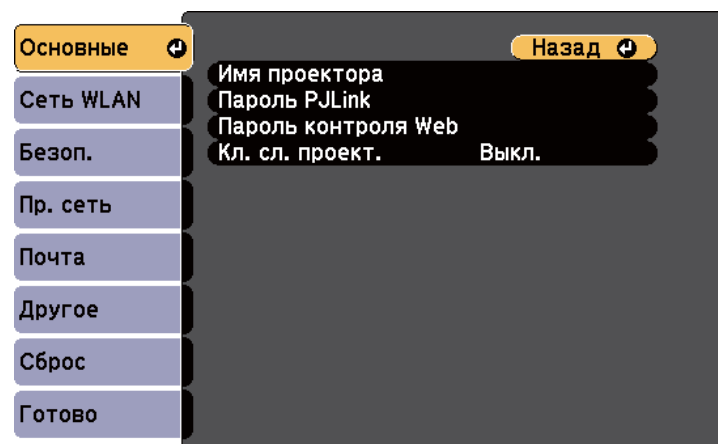 Основные
Сеть WLAN
Безоп.
Пр. сеть
Почта
Другое
Сброс
Готово
Назад
Имя проектора
Пароль PJLink
Пароль контроля Web
Кл. сл. проект. Выкл.